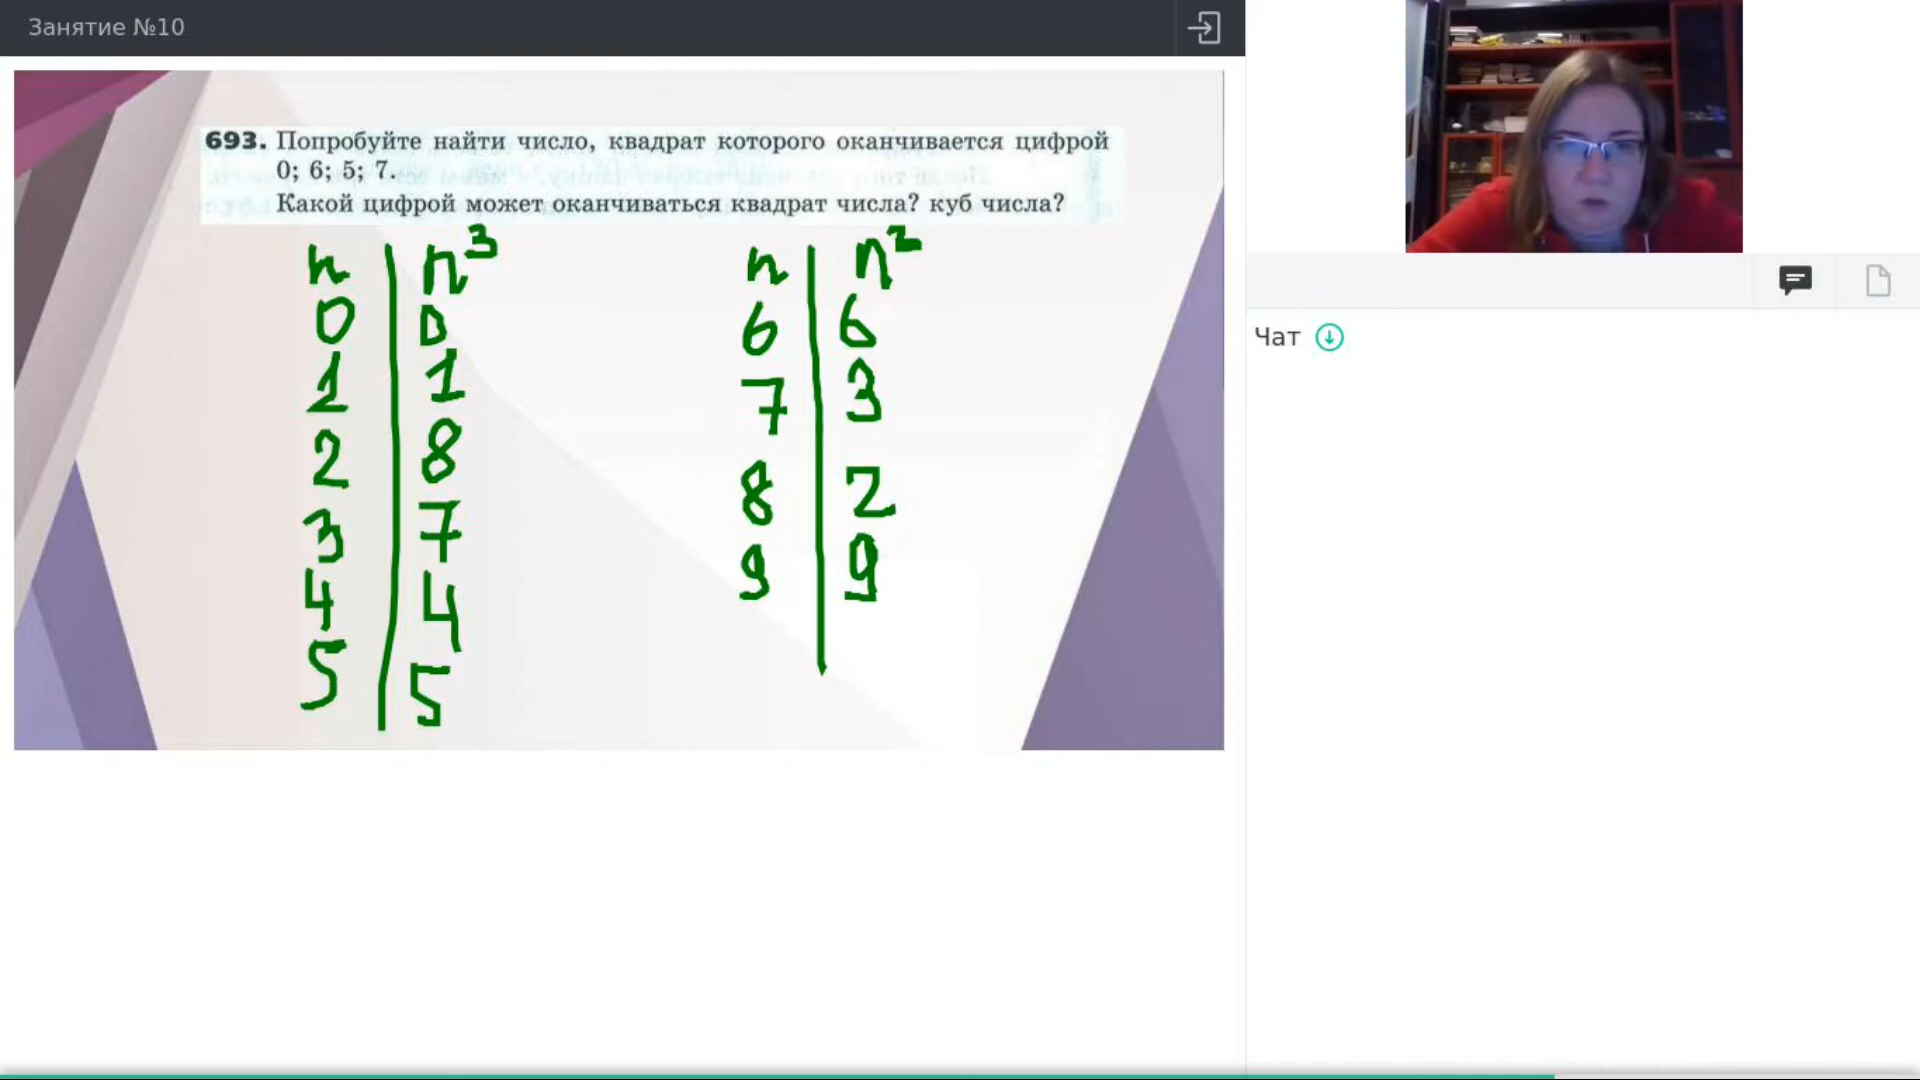 Занятие №10
693. Попробуйте найти число, квадрат которого оканчивается цифрой
0; 6; 5; 7.
Какой цифрой может оканчиваться квадрат числа? куб числа?
n n³
0 0
1 1
2 8
3 7
4 4
5 5
n n²
6 6
7 3
8 2
9 9
Чат